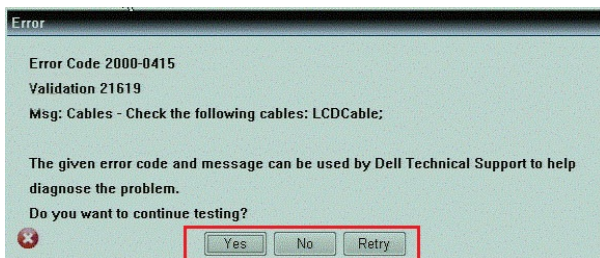 Error
Error Code 2000-0415
Validation 21619
Msg: Cables - Check the following cables: LCDCable;
The given error code and message can be used by Dell Technical Support to help
diagnose the problem.
Do you want to continue testing?
Yes No Retry